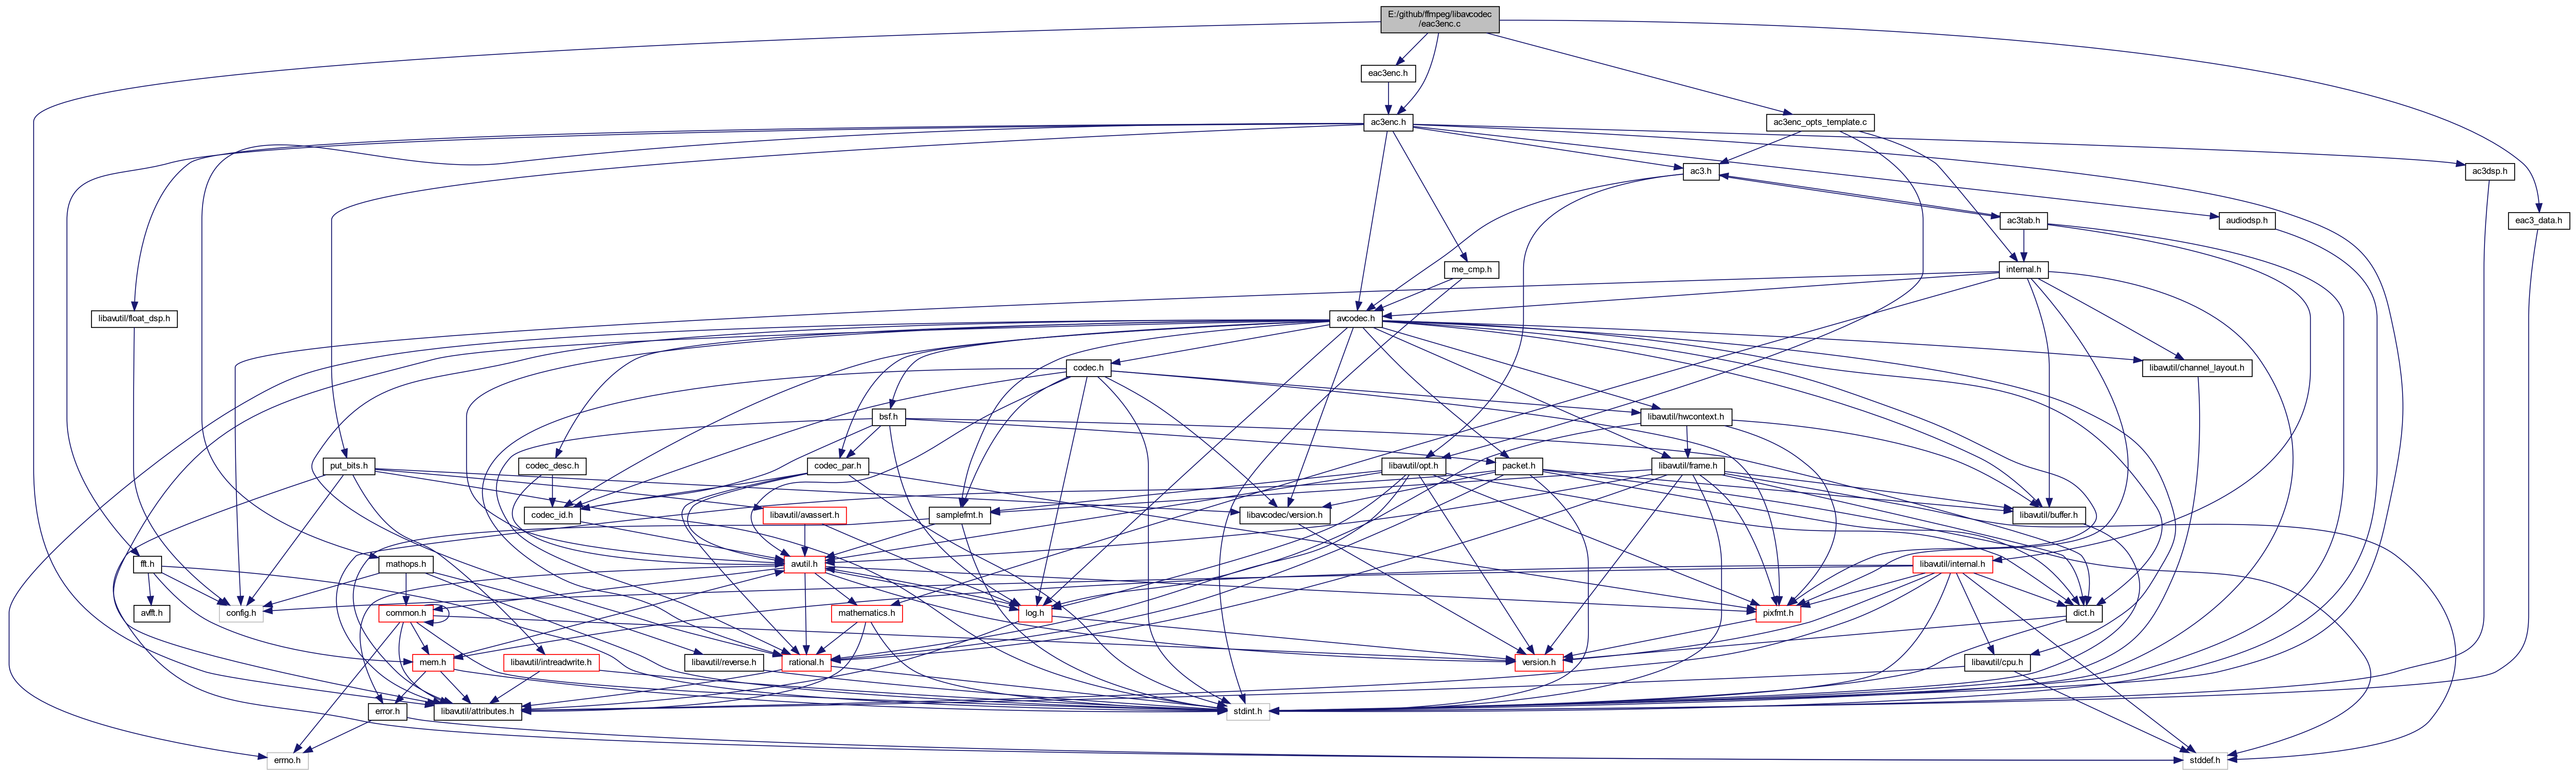 E:/github/ffmpeg/libavcodec
/eac3enc.c
eac3enc.h
ac3enc.h
ac3enc_opts_template.c
ac3.h
ac3dsp.h
ac3tab.h
audiodsp.h
eac3_data.h
me_cmp.h
internal.h
libavutil/float_dsp.h
avcodec.h
codec.h
libavutil/channel_layout.h
bsf.h
libavutil/hwcontext.h
put_bits.h
codec_desc.h
codec_par.h
libavutil/opt.h
packet.h
libavutil/frame.h
codec_id.h
libavutil/avassert.h
samplefmt.h
libavcodec/version.h
libavutil/buffer.h
fft.h
mathops.h
avutil.h
libavutil/internal.h
avfft.h
config.h
common.h
mathematics.h
log.h
pixfmt.h
dict.h
mem.h
libavutil/intreadwrite.h
libavutil/reverse.h
rational.h
version.h
libavutil/cpu.h
error.h
libavutil/attributes.h
stdint.h
errno.h
stddef.h